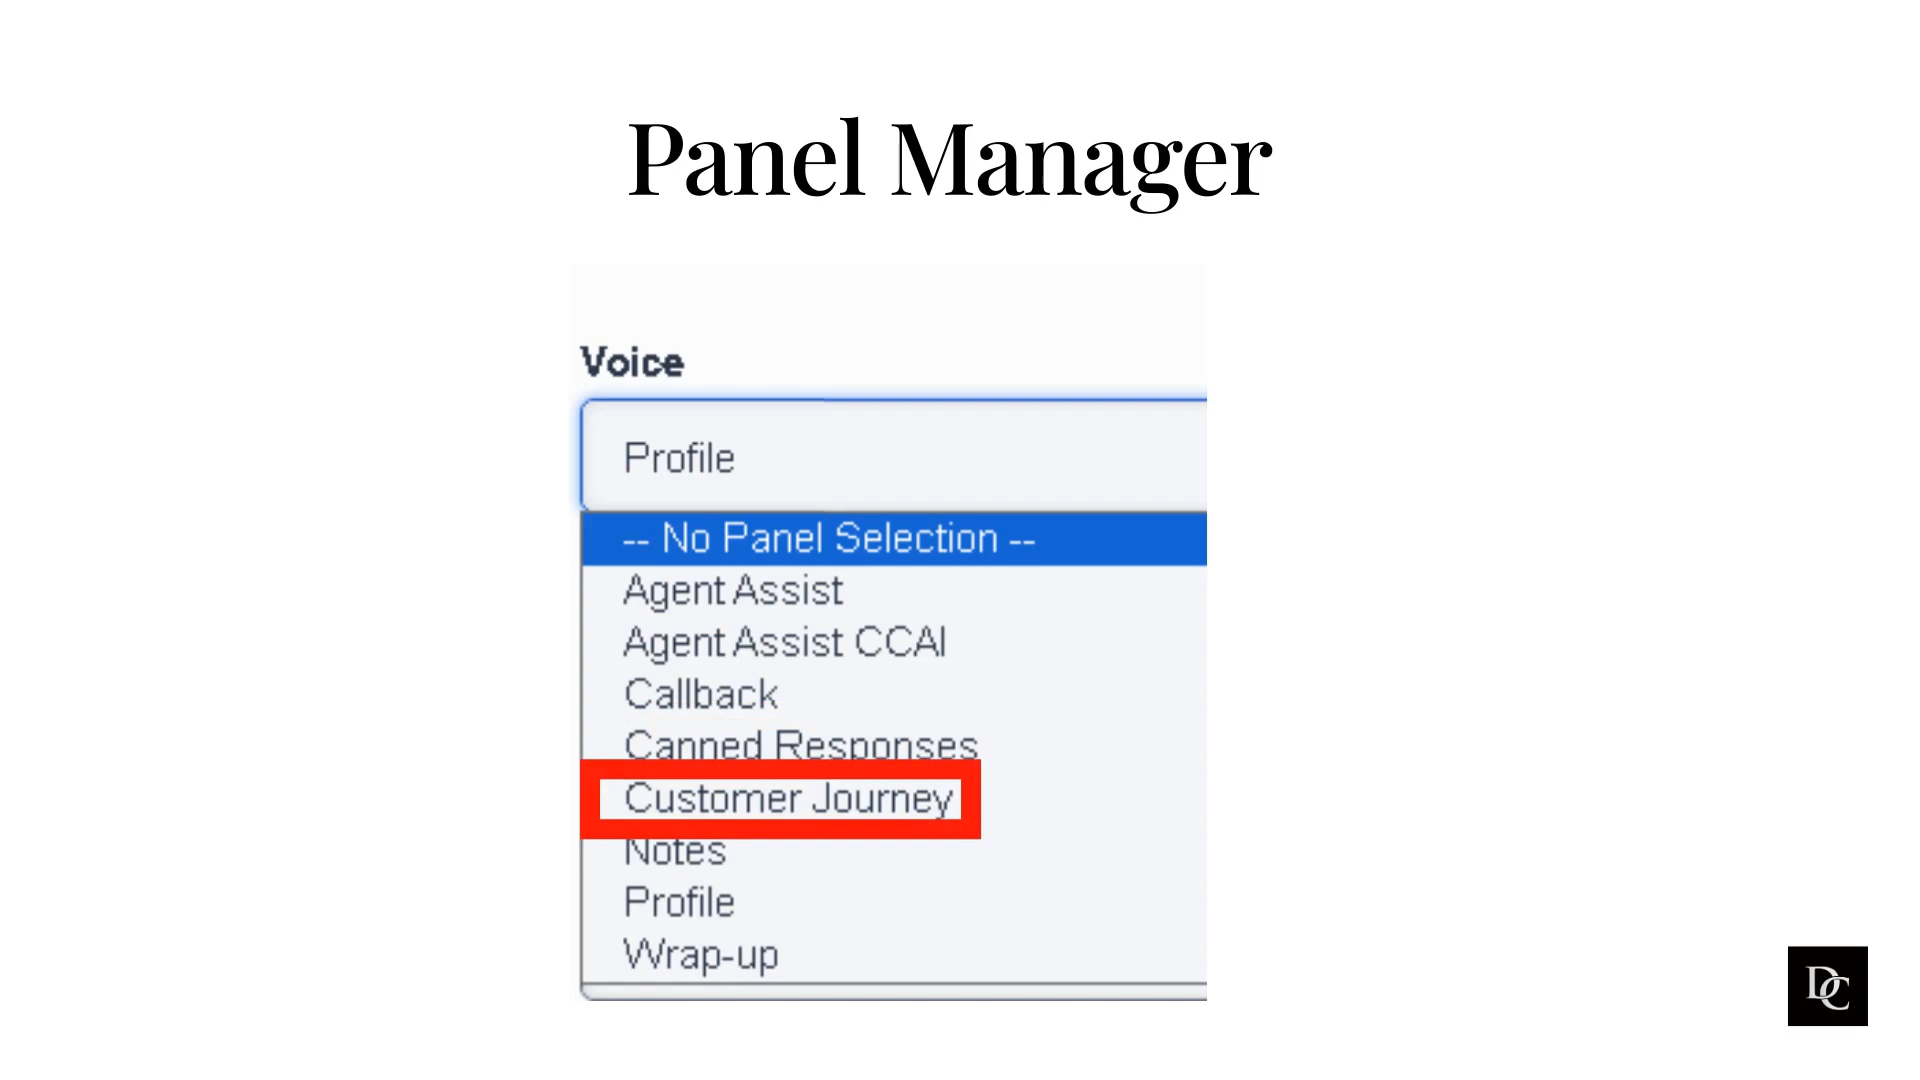 Panel Manager
Voice
Profile
-- No Panel Selection --
Agent Assist
Agent Assist CCAI
Callback
Canned Responses
Customer Journey
Notes
Profile
Wrap-up
DC